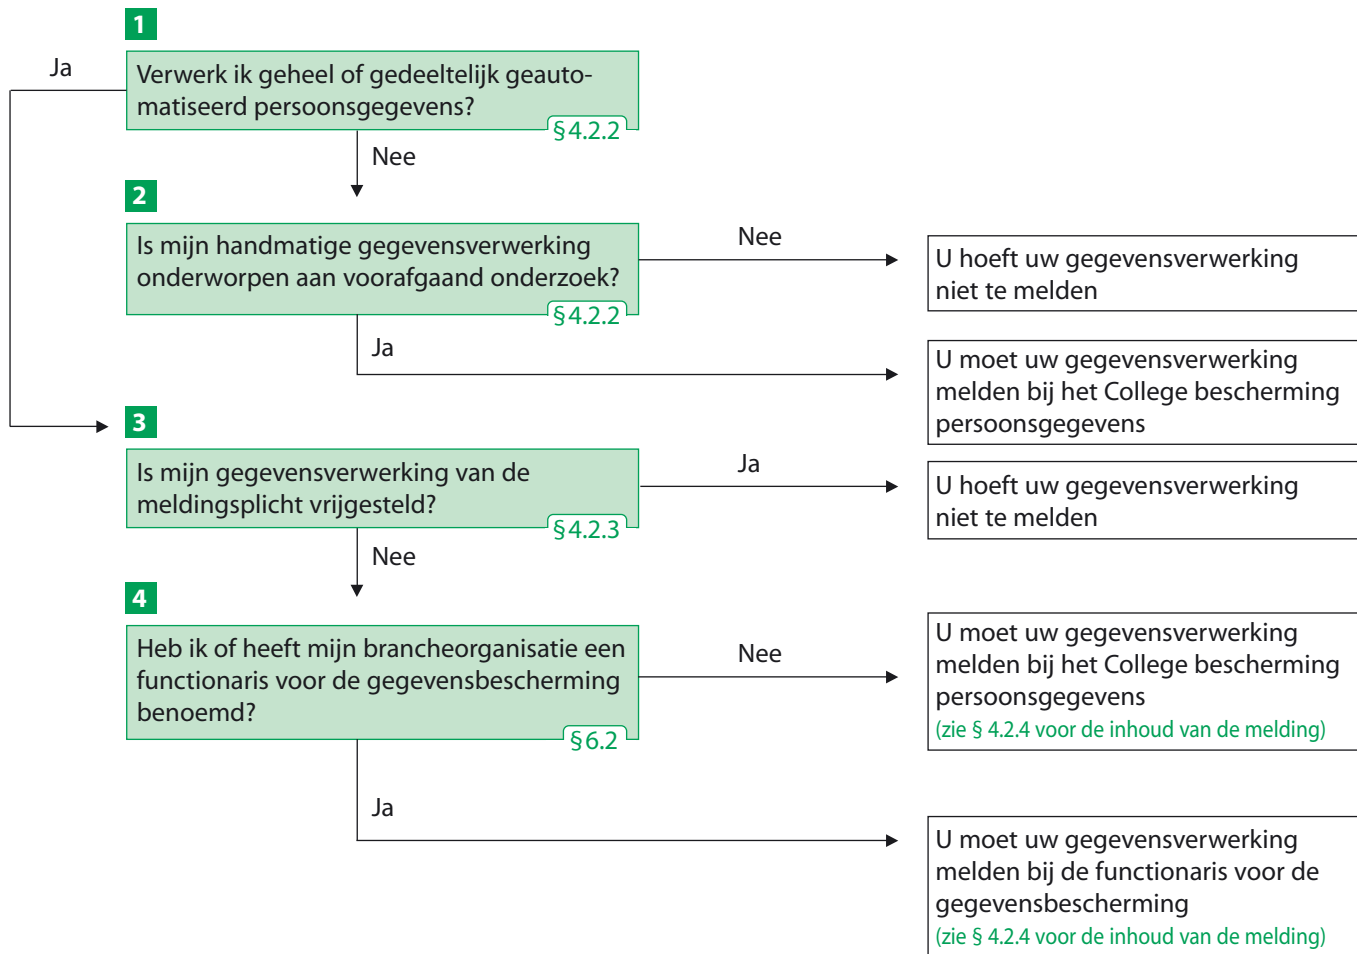 1
Ja
Verwerk ik geheel of gedeeltelijk geauto-
matiseerd persoonsgegevens?
§ 4.2.2
Nee
2
Is mijn handmatige gegevensverwerking
onderworpen aan voorafgaand onderzoek?
§ 4.2.2
Nee
U hoeft uw gegevensverwerking
niet te melden
Ja
U moet uw gegevensverwerking
melden bij het College bescherming
persoonsgegevens
3
Is mijn gegevensverwerking van de
meldingsplicht vrijgesteld?
§ 4.2.3
Ja
U hoeft uw gegevensverwerking
niet te melden
Nee
4
Heb ik of heeft mijn brancheorganisatie een
functionaris voor de gegevensbescherming
benoemd?
§ 6.2
Nee
U moet uw gegevensverwerking
melden bij het College bescherming
persoonsgegevens
(zie § 4.2.4 voor de inhoud van de melding)
Ja
U moet uw gegevensverwerking
melden bij de functionaris voor de
gegevensbescherming
(zie § 4.2.4 voor de inhoud van de melding)